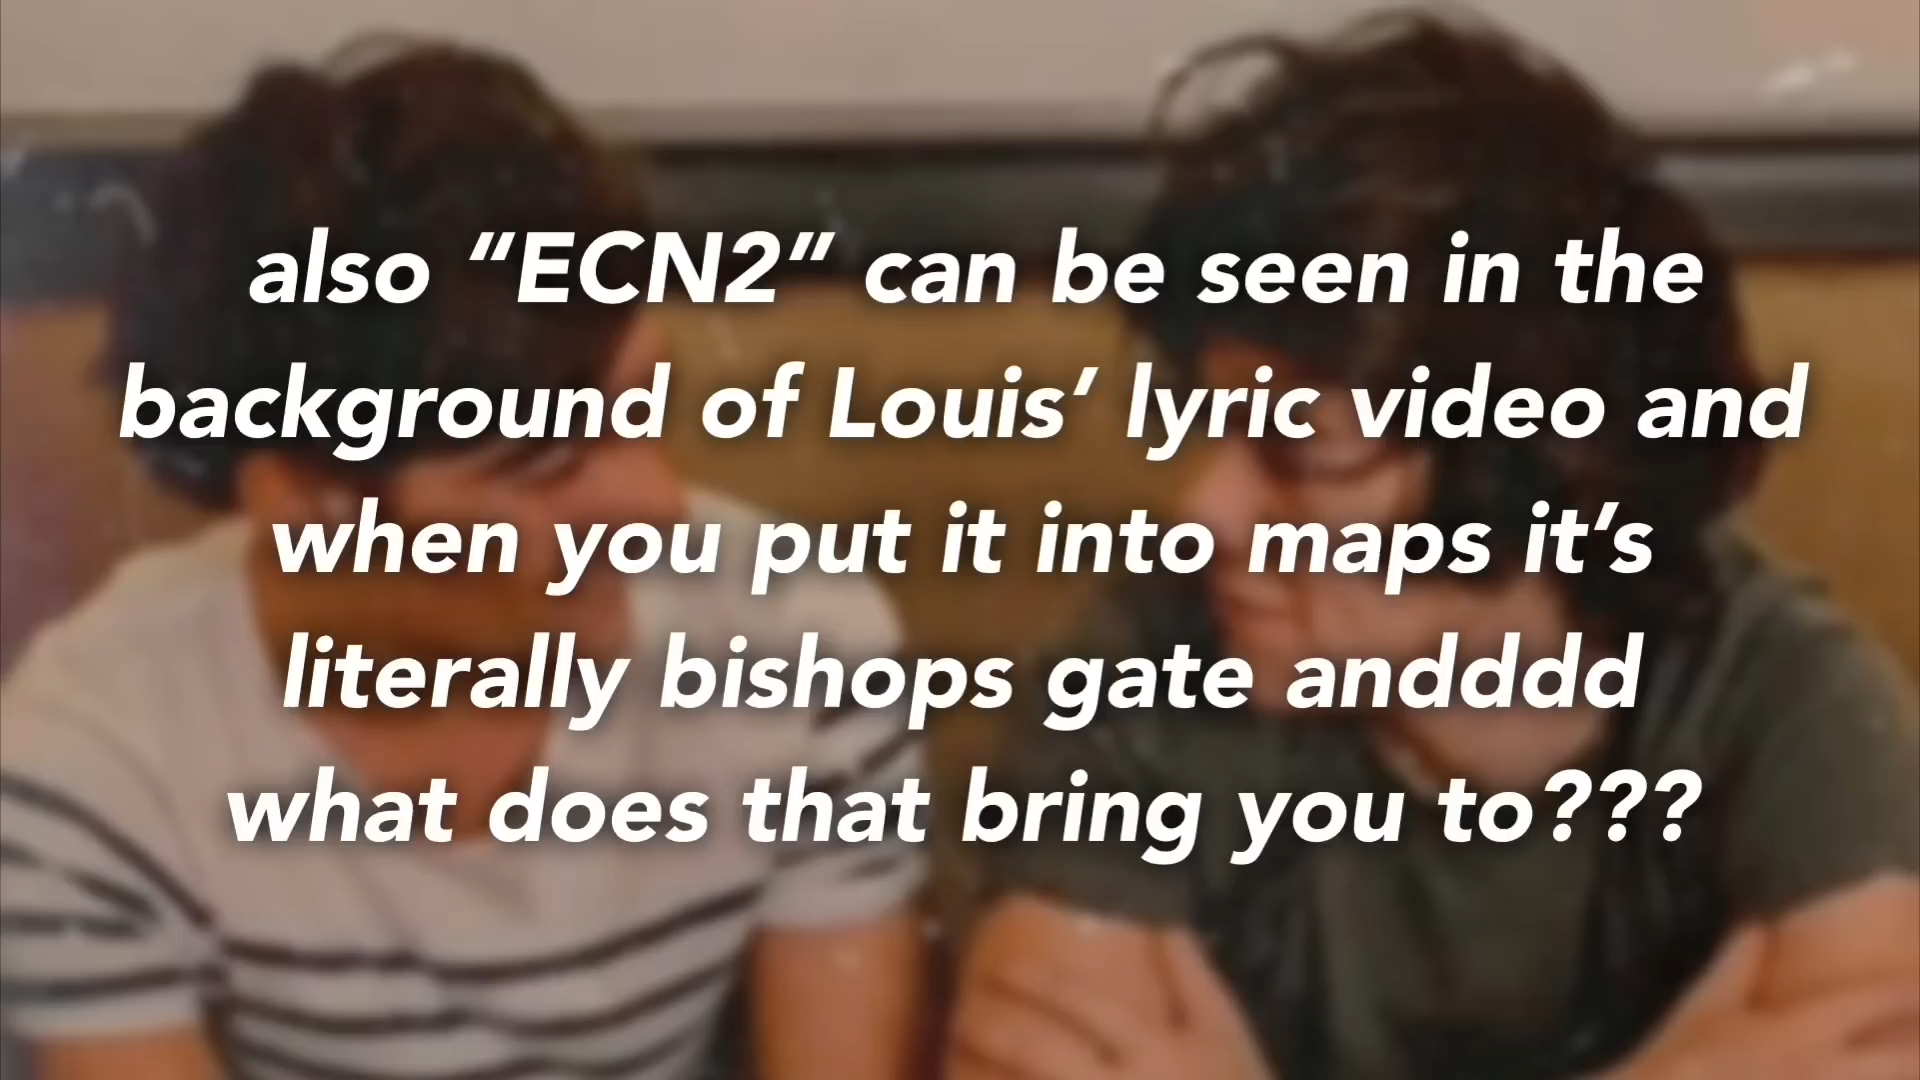 also “ECN2” can be seen in the
background of Louis’ lyric video and
when you put it into maps it’s
literally bishops gate andddd
what does that bring you to???